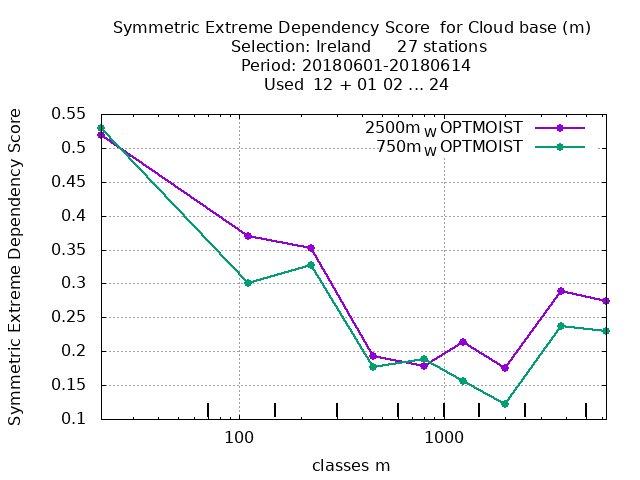 Symmetric Extreme Dependency Score for Cloud base (m)
Selection: Ireland 27 stations
Period: 20180601-20180614
Used 12 + 01 02 ... 24
Symmetric Extreme Dependency Score
0.55
0.5
0.45
0.4
0.35
0.3
0.25
0.2
0.15
0.1
2500m W OPTMOIST
750m W OPTMOIST
100 1000
classes m